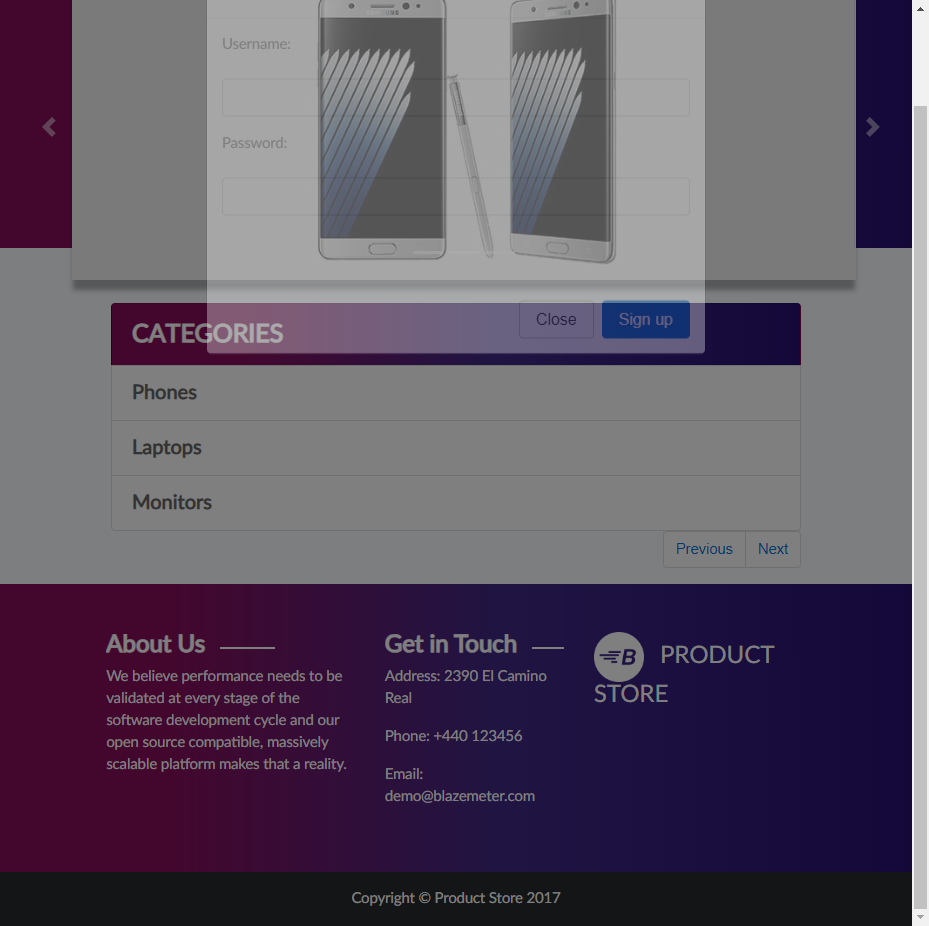 SAMSUNG
Username:
Password:
Close
Sign up
CATEGORIES
Phones
Laptops
Monitors
Previous
Next
About Us
We believe performance needs to be
validated at every stage of the
software development cycle and our
open source compatible, massively
scalable platform makes that a reality.
Get in Touch
Address: 2390 El Camino
Real
Phone: +440 123456
Email:
demo@blazemeter.com
B PRODUCT
STORE
Copyright © Product Store 2017